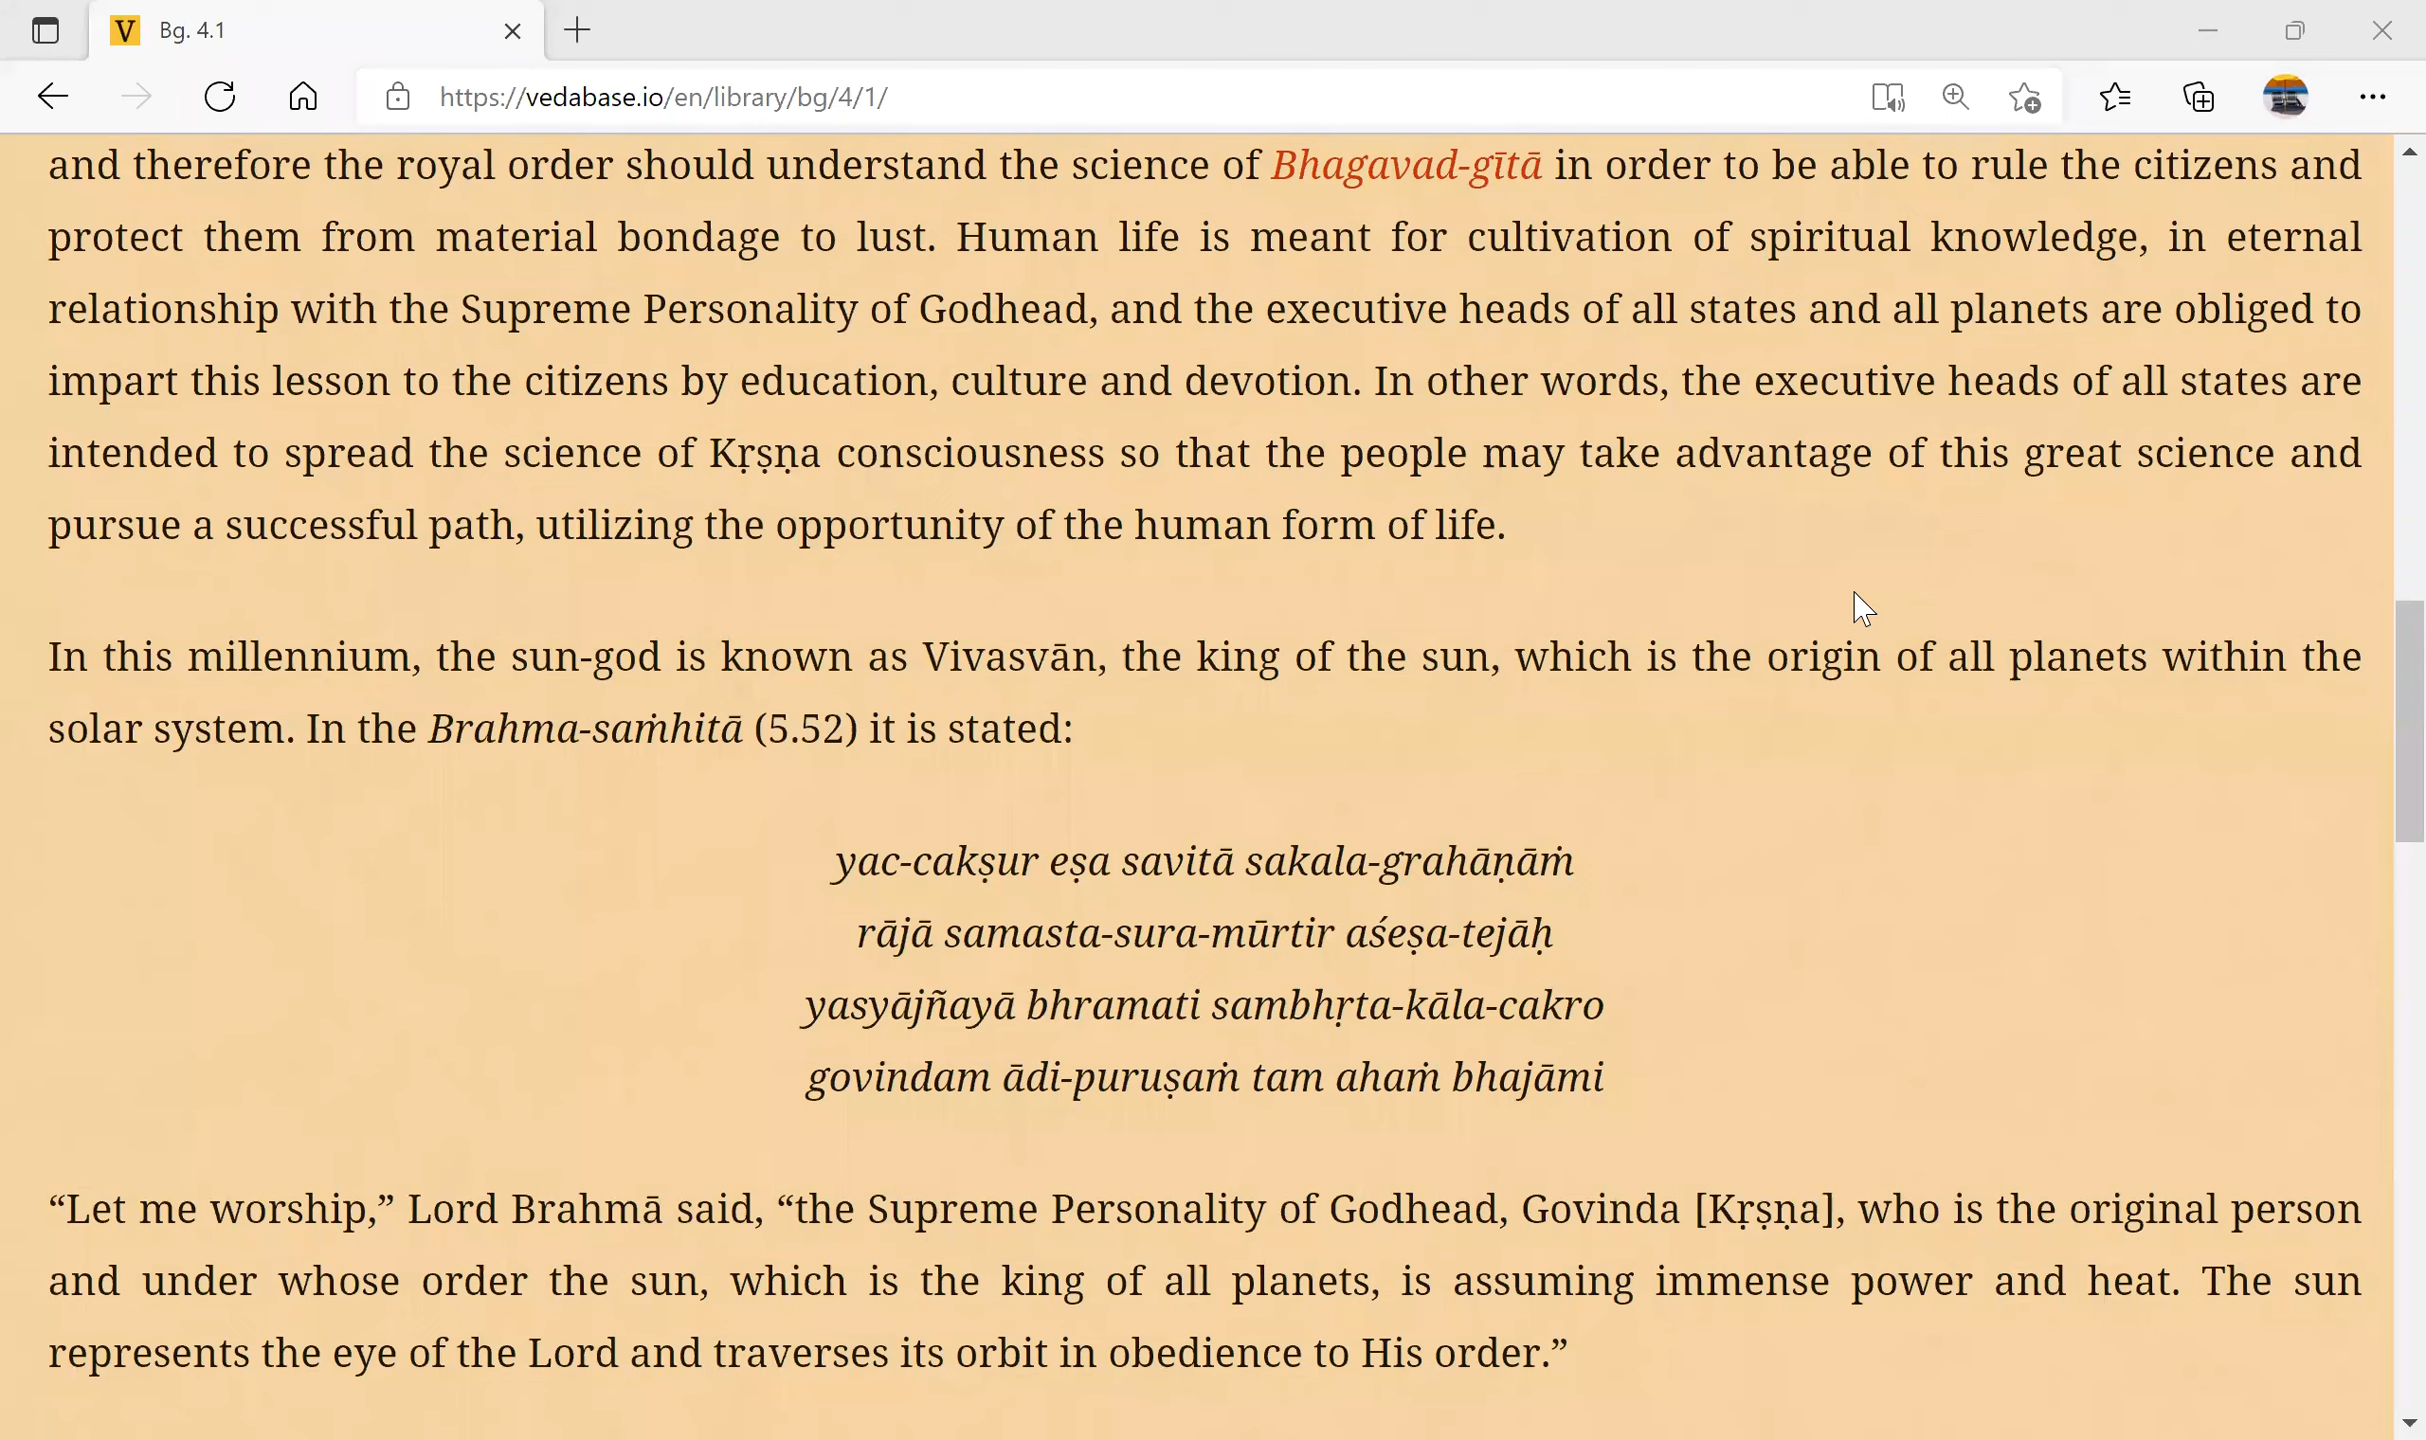 Bg. 4.1
https://vedabase.io/en/library/bg/4/1/
and therefore the royal order should understand the science of Bhagavad-gītā in order to be able to rule the citizens and
protect them from material bondage to lust. Human life is meant for cultivation of spiritual knowledge, in eternal
relationship with the Supreme Personality of Godhead, and the executive heads of all states and all planets are obliged to
impart this lesson to the citizens by education, culture and devotion. In other words, the executive heads of all states are
intended to spread the science of Kṛṣṇa consciousness so that the people may take advantage of this great science and
pursue a successful path, utilizing the opportunity of the human form of life.
In this millennium, the sun-god is known as Vivasvān, the king of the sun, which is the origin of all planets within the
solar system. In the Brahma-saṁhitā (5.52) it is stated:
yac-cakṣur eṣa savitā sakala-grahāṇāṁ
rājā samasta-sura-mūrtir aśeṣa-tejāḥ
yasyājñayā bhramati sambhṛta-kāla-cakro
govindam ādi-puruṣaṁ tam ahaṁ bhajāmi
“Let me worship,” Lord Brahmā said, “the Supreme Personality of Godhead, Govinda [Kṛṣṇa], who is the original person
and under whose order the sun, which is the king of all planets, is assuming immense power and heat. The sun
represents the eye of the Lord and traverses its orbit in obedience to His order.”